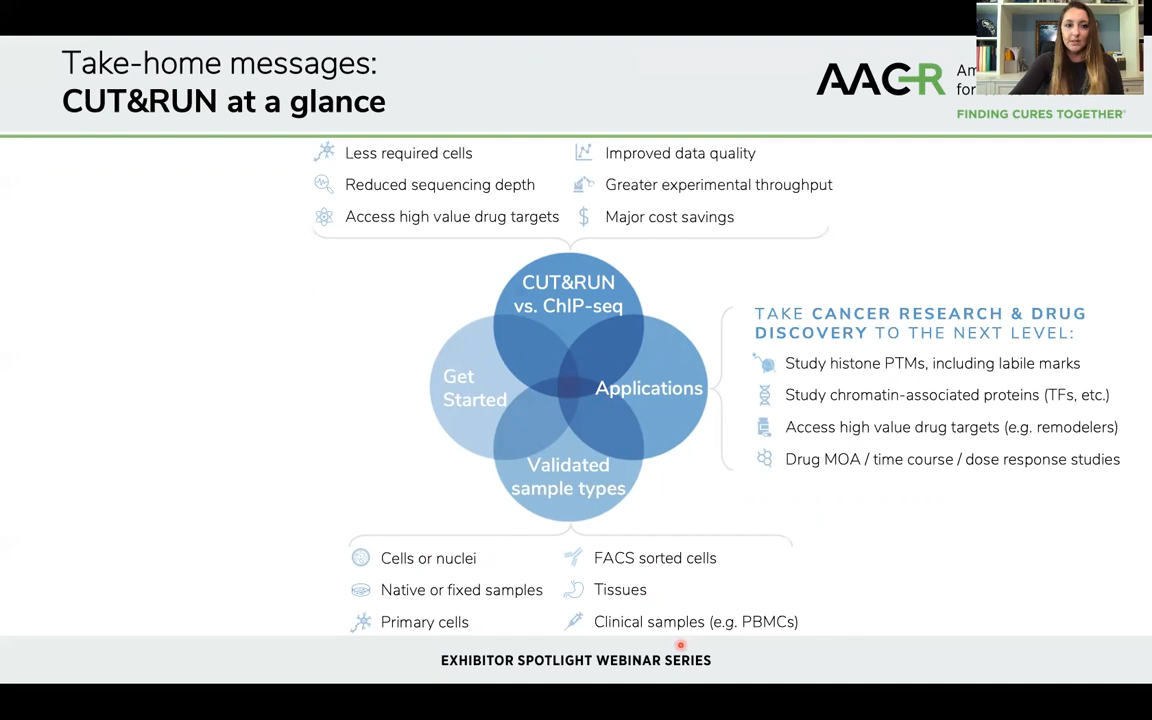 Take-home messages:
CUT&RUN at a glance
AACR
Am
for
FINDING CURES TOGETHER®
Less required cells
Improved data quality
Reduced sequencing depth
Greater experimental throughput
Access high value drug targets
$ Major cost savings
CUT&RUN
vs. ChIP-seq
Get
Started
Applications
Validated
sample types
TAKE CANCER RESEARCH & DRUG
DISCOVERY TO THE NEXT LEVEL:
Study histone PTMs, including labile marks
Study chromatin-associated proteins (TFs, etc.)
Access high value drug targets (e.g. remodelers)
Drug MOA / time course / dose response studies
Cells or nuclei
FACS sorted cells
Native or fixed samples
Tissues
Primary cells
Clinical samples (e.g. PBMCs)
EXHIBITOR SPOTLIGHT WEBINAR SERIES